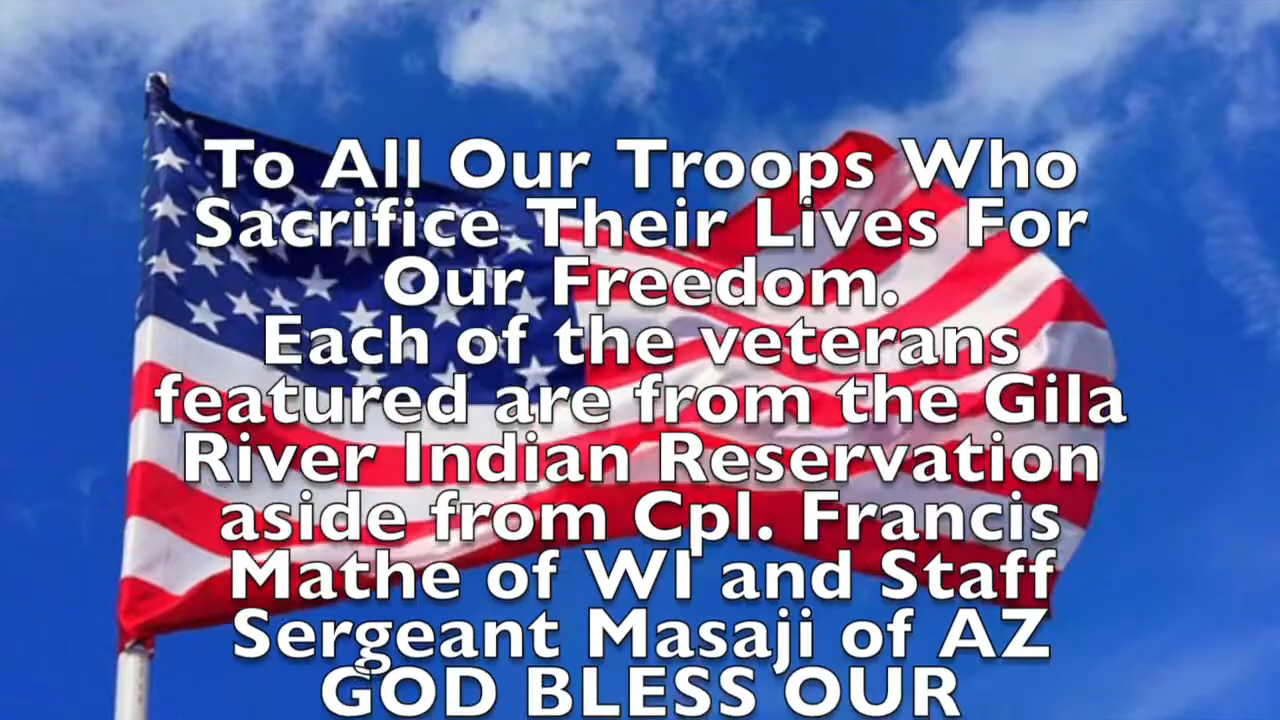 To All Our Troops Who
Sacrifice Their Lives For
Our Freedom.
Each of the veterans
featured are from the Gila
River Indian Reservation
aside from Cpl. Francis
Mathe of WI and Staff
Sergeant Masaji of AZ
GOD BLESS OUR